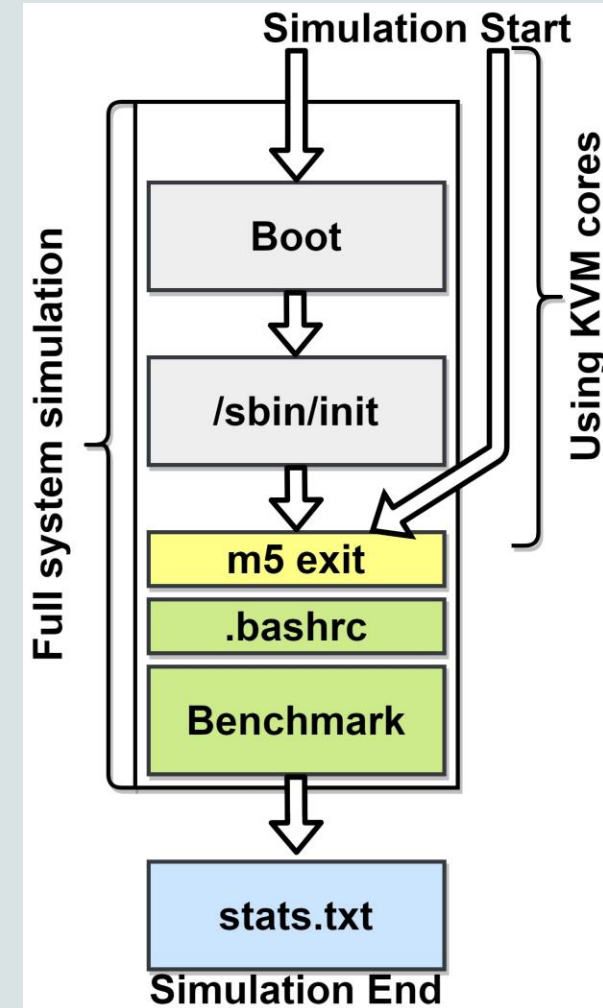 Simulation Start
Full system simulation
Using KVM cores
Boot
/sbin/init
m5 exit
.bashrc
Benchmark
stats.txt
Simulation End